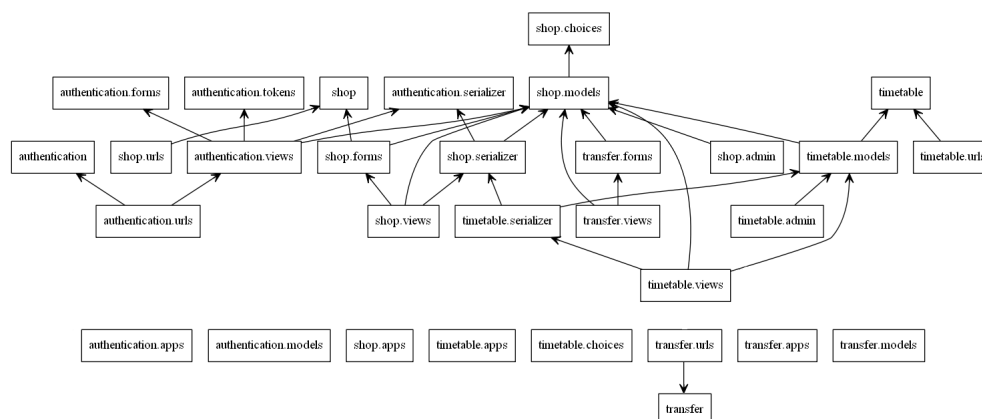 shop.choices
authentication.forms
authentication.tokens
shop
authentication.serializer
shop.models
timetable
authentication
shop.urls
authentication.views
shop.forms
shop.serializer
transfer.forms
shop.admin
timetable.models
timetable.urls
authentication.urls
shop.views
timetable.serializer
transfer.views
timetable.admin
timetable.views
authentication.apps
authentication.models
shop.apps
timetable.apps
timetable.choices
transfer.urls
transfer.apps
transfer.models
transfer